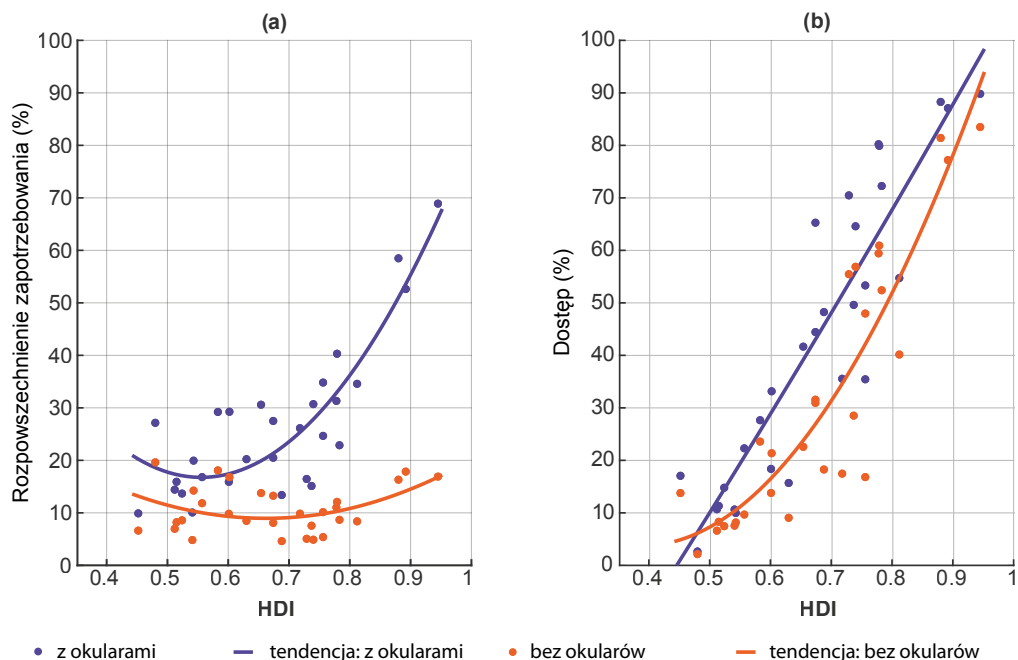 (a)
(b)
Rozpowszechnienie zapotrzebowania (%)
100
90
80
70
60
50
40
30
20
10
0
0.4 0.5 0.6 0.7 0.8 0.9 1
HDI
Dostęp (%)
100
90
80
70
60
50
40
30
20
10
0
0.4 0.5 0.6 0.7 0.8 0.9 1
HDI
z okularami tendencja: z okularami bez okularów tendencja: bez okularów